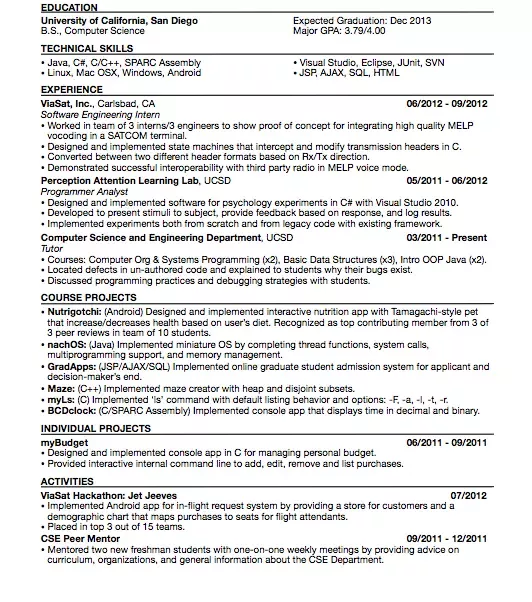 EDUCATION
University of California, San Diego Expected Graduation: Dec 2013
B.S., Computer Science Major GPA: 3.79/4.00
TECHNICAL SKILLS
• Java, C#, C/C++, SPARC Assembly • Visual Studio, Eclipse, JUnit, SVN
• Linux, Mac OSX, Windows, Android • JSP, AJAX, SQL, HTML
EXPERIENCE
ViaSat, Inc., Carlsbad, CA 06/2012 - 09/2012
Software Engineering Intern
• Worked in team of 3 interns/3 engineers to show proof of concept for integrating high quality MELP
vocoding in a SATCOM terminal.
• Designed and implemented state machines that intercept and modify transmission headers in C.
• Converted between two different header formats based on Rx/Tx direction.
• Demonstrated successful interoperability with third party radio in MELP voice mode.
Perception Attention Learning Lab, UCSD 05/2011 - 06/2012
Programmer Analyst
• Designed and implemented software for psychology experiments in C# with Visual Studio 2010.
• Developed to present stimuli to subject, provide feedback based on response, and log results.
• Implemented experiments both from scratch and from legacy code with existing framework.
Computer Science and Engineering Department, UCSD 03/2011 - Present
Tutor
• Courses: Computer Org & Systems Programming (x2), Basic Data Structures (x3), Intro OOP Java (x2).
• Located defects in un-authored code and explained to students why their bugs exist.
• Discussed programming practices and debugging strategies with students.
COURSE PROJECTS
• Nutrigotchi: (Android) Designed and implemented interactive nutrition app with Tamagachi-style pet
that increase/decreases health based on user's diet. Recognized as top contributing member from 3 of
3 peer reviews in team of 10 students.
• nachOS: (Java) Implemented miniature OS by completing thread functions, system calls,
multiprogramming support, and memory management.
• GradApps: (JSP/AJAX/SQL) Implemented online graduate student admission system for applicant and
decision-maker's end.
• Maze: (C++) Implemented maze creator with heap and disjoint subsets.
• myLs: (C) Implemented 'ls' command with default listing behavior and options: -F, -a, -l, -t, -r.
• BCDclock: (C/SPARC Assembly) Implemented console app that displays time in decimal and binary.
INDIVIDUAL PROJECTS
myBudget 06/2011 - 09/2011
• Designed and implemented console app in C for managing personal budget.
• Provided interactive internal command line to add, edit, remove and list purchases.
ACTIVITIES
ViaSat Hackathon: Jet Jeeves 07/2012
• Implemented Android app for in-flight request system by providing a store for customers and a
demographic chart that maps purchases to seats for flight attendants.
• Placed in top 3 out of 15 teams.
CSE Peer Mentor 09/2011 - 12/2011
• Mentored two new freshman students with one-on-one weekly meetings by providing advice on
curriculum, organizations, and general information about the CSE Department.